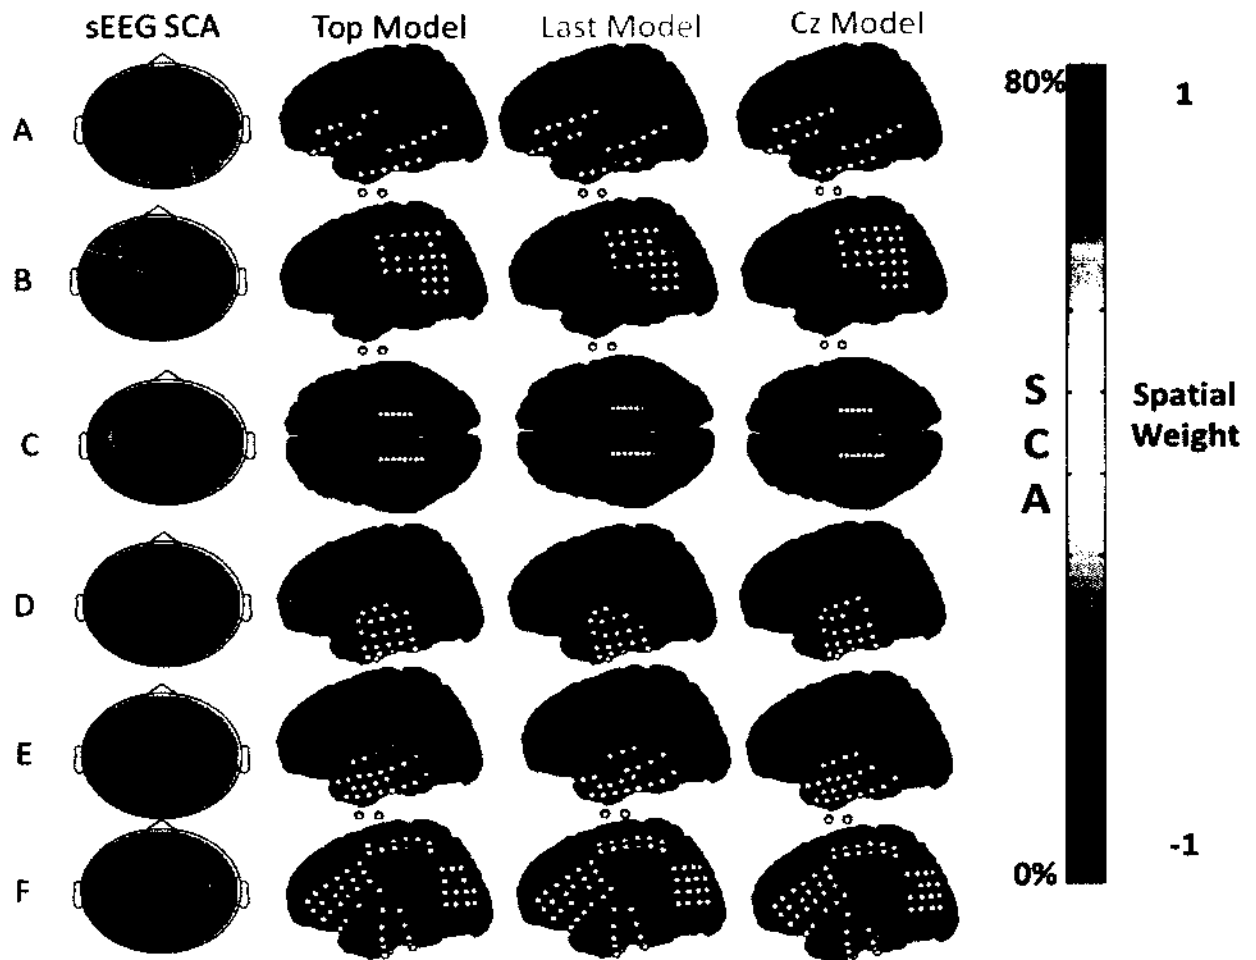 sEEG SCA Top Model Last Model Cz Model
80% 1
A
B
C
S
C
A
Spatial
Weight
D
E
F
0% -1